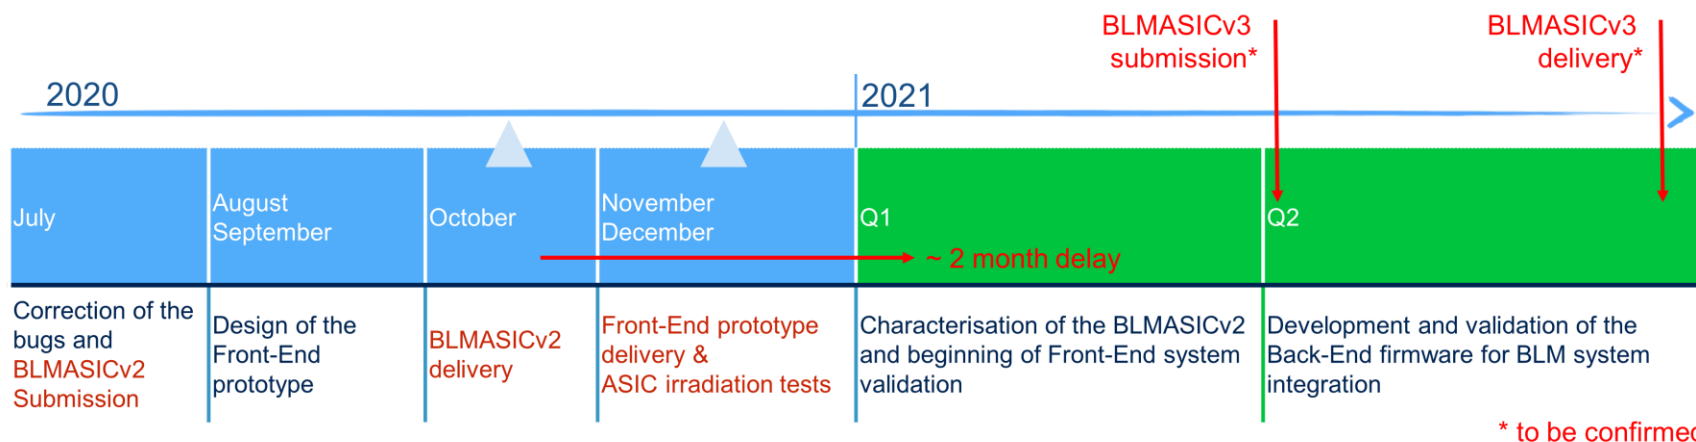 BLMASICv3
submission*
BLMASICv3
delivery*
2020
2021
July
August
September
October
November
December
Q1
Q2
~ 2 month delay
Correction of the
bugs and
BLMASICv2
Submission
Design of the
Front-End
prototype
BLMASICv2
delivery
Front-End prototype
delivery &
ASIC irradiation tests
Characterisation of the BLMASICv2
and beginning of Front-End system
validation
Development and validation of the
Back-End firmware for BLM system
integration
* to be confirmed